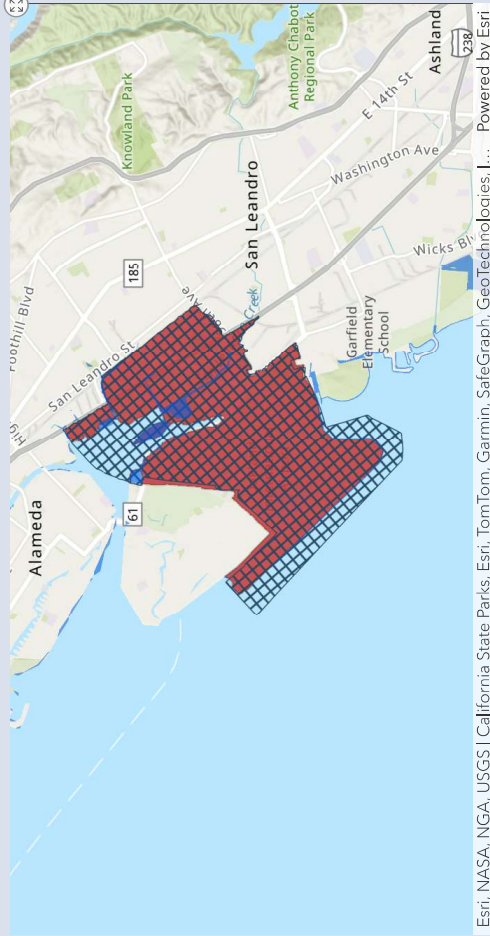 Knowland Park
Anthony Chabot
Regional Park
Ashland
238
E 14th St
Washington Ave
San Leandro
185
Foothill Blvd
San Leandro St
Creek
Wicks Blv
Garfield
Elementary
School
61
Alameda
Esri, NASA, NGA, USGS | California State Parks, Esri, TomTom, Garmin, SafeGraph, GeoTechnologies, I... Powered by Esri